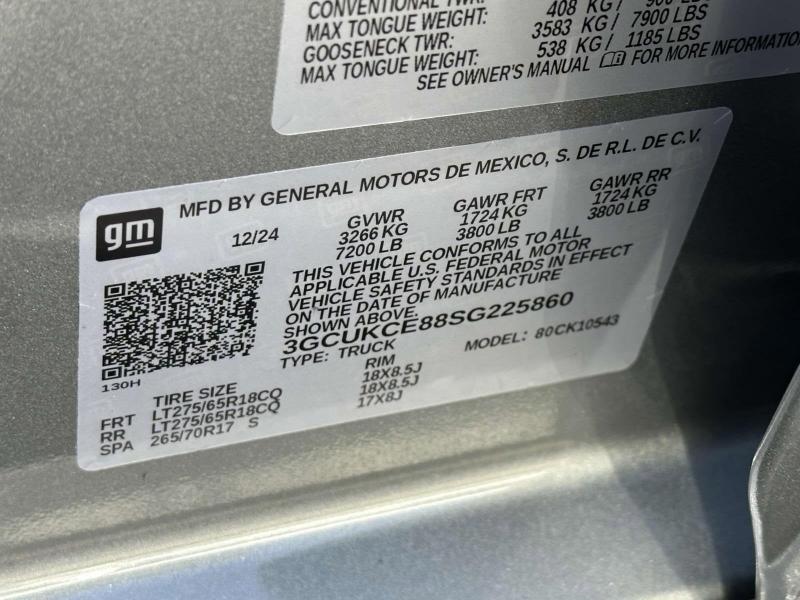 CONVENTIONAL TWR: 408 KG/ 900 LB
MAX TONGUE WEIGHT: 3583 KG/ 7900 LBS
GOOSENECK TWR: 538 KG/ 1185 LBS
MAX TONGUE WEIGHT:
SEE OWNER'S MANUAL FOR MORE INFORMATIO
gm
MFD BY GENERAL MOTORS DE MEXICO, S. DE R.L. DE C.V.
12/24 GVWR GAWR FRT GAWR RR
3266 KG 1724 KG 1724 KG
7200 LB 3800 LB 3800 LB
THIS VEHICLE CONFORMS TO ALL
APPLICABLE U.S. FEDERAL MOTOR
VEHICLE SAFETY STANDARDS IN EFFECT
ON THE DATE OF MANUFACTURE
SHOWN ABOVE.
3GCUKCE88SG225860
TYPE: TRUCK MODEL: 80CK10543
130H
TIRE SIZE RIM
FRT LT275/65R18CQ 18X8.5J
RR LT275/65R18CQ 18X8.5J
SPA 265/70R17 S 17X8J